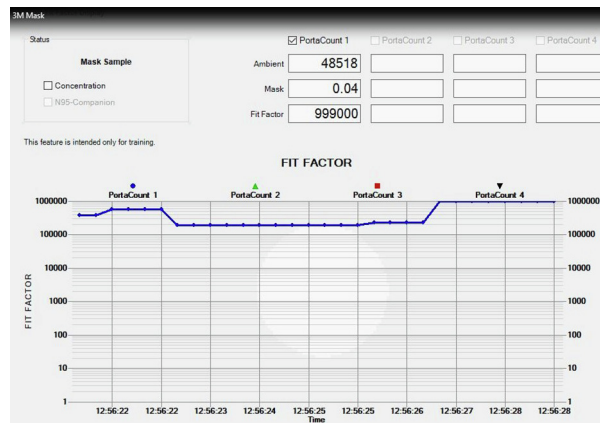 3M Mask
Status
Mask Sample
Concentration
N95-Companion
PortaCount 1 PortaCount 2 PortaCount 3 PortaCount 4
Ambient 48518
Mask 0.04
Fit Factor 999000
This feature is intended only for training.
FIT FACTOR
PortaCount 1 PortaCount 2 PortaCount 3 PortaCount 4
1000000 1000000
100000 100000
10000 10000
1000 1000
100 100
10 10
1 1
FIT FACTOR
12:56:22 12:56:22 12:56:23 12:56:24 12:56:25 12:56:25 12:56:26 12:56:27 12:56:28 12:56:28
Time